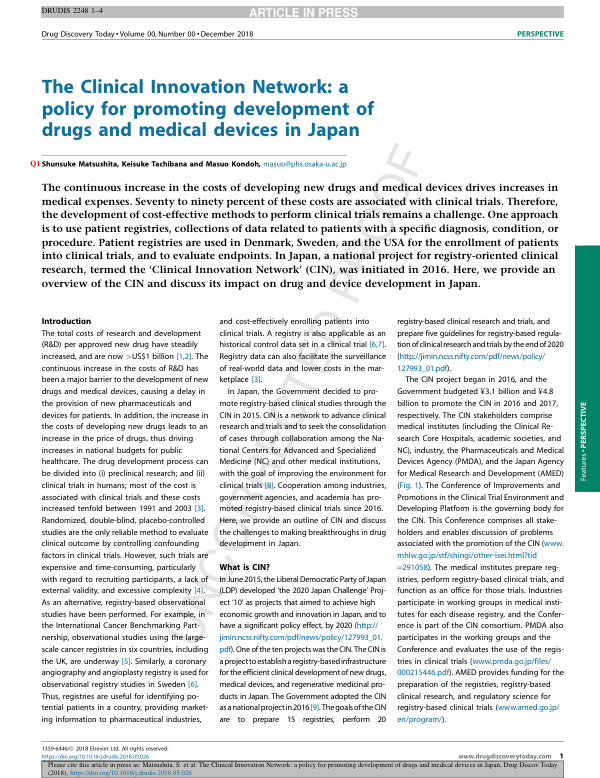 DRUDIS 2248 1–4
ARTICLE IN PRESS
Drug Discovery Today • Volume 00, Number 00 • December 2018
PERSPECTIVE
The Clinical Innovation Network: a
policy for promoting development of
drugs and medical devices in Japan
Q1 Shunsuke Matsushita, Keisuke Tachibana and Masuo Kondoh, masuo@phs.osaka-u.ac.jp
The continuous increase in the costs of developing new drugs and medical devices drives increases in
medical expenses. Seventy to ninety percent of these costs are associated with clinical trials. Therefore,
the development of cost-effective methods to perform clinical trials remains a challenge. One approach
is to use patient registries, collections of data related to patients with a specific diagnosis, condition, or
procedure. Patient registries are used in Denmark, Sweden, and the USA for the enrollment of patients
into clinical trials, and to evaluate endpoints. In Japan, a national project for registry-oriented clinical
research, termed the ‘Clinical Innovation Network’ (CIN), was initiated in 2016. Here, we provide an
overview of the CIN and discuss its impact on drug and device development in Japan.
Introduction
The total costs of research and development
(R&D) per approved new drug have steadily
increased, and are now >US$1 billion [1,2]. The
continuous increase in the costs of R&D has
been a major barrier to the development of new
drugs and medical devices, causing a delay in
the provision of new pharmaceuticals and
devices for patients. In addition, the increase in
the costs of developing new drugs leads to an
increase in the price of drugs, thus driving
increases in national budgets for public
healthcare. The drug development process can
be divided into (i) preclinical research; and (ii)
clinical trials in humans; most of the cost is
associated with clinical trials and these costs
increased tenfold between 1991 and 2003 [3].
Randomized, double-blind, placebo-controlled
studies are the only reliable method to evaluate
clinical outcome by controlling confounding
factors in clinical trials. However, such trials are
expensive and time-consuming, particularly
with regard to recruiting participants, a lack of
external validity, and excessive complexity [4].
As an alternative, registry-based observational
studies have been performed. For example, in
the International Cancer Benchmarking Part-
nership, observational studies using the large-
scale cancer registries in six countries, including
the UK, are underway [5]. Similarly, a coronary
angiography and angioplasty registry is used for
observational registry studies in Sweden [6].
Thus, registries are useful for identifying po-
tential patients in a country, providing market-
ing information to pharmaceutical industries,
and cost-effectively enrolling patients into
clinical trials. A registry is also applicable as an
historical control data set in a clinical trial [6,7].
Registry data can also facilitate the surveillance
of real-world data and lower costs in the mar-
ketplace [3].
In Japan, the Government decided to pro-
mote registry-based clinical studies through the
CIN in 2015. CIN is a network to advance clinical
research and development to seek the consolidation
of cases through collaboration among the Na-
tional Centers for Advanced and Specialized
Medicine (NC) and other medical institutions,
with the goal of improving the environment for
clinical trials [8]. Cooperation among industries,
government agencies, and academia has pro-
moted registry-based clinical trials since 2016.
Here, we provide an outline of CIN and discuss
the challenges to making breakthroughs in drug
development in Japan.
What is CIN?
In June 2015, the Liberal Democratic Party of Japan
(LDP) developed ‘the 2020 Japan Challenge’ Proj-
ect ‘10’ as projects that aimed to achieve high
economic growth and innovation in Japan, and to
have a significant policy effect, by 2020 (http://
jimin.ncss.nifty.com/pdf/news/policy/127993_01.
pdf). One of the ten projects was the CIN. The CIN is
a project to establish a registry-based infrastructure
for the efficient clinical development of new drugs,
medical devices, and regenerative medicinal pro-
ducts in Japan. The Government adopted the CIN
as a national project in 2016 [9]. The goals of the CIN
are to prepare 15 registries, perform 20
registry-based clinical research and trials, and
prepare five guidelines for registry-based regula-
tion of clinical research and trials by the end of 2020
(http://jimin.ncss.nifty.com/pdf/news/policy/
127993_01.pdf).
The CIN project began in 2016, and the
Government budgeted ¥3.1 billion and ¥4.8
billion to promote the CIN in 2016 and 2017,
respectively. The CIN stakeholders comprise
medical institutes (including the Clinical Re-
search Core Hospitals, academic societies, and
NC), industry, the Pharmaceuticals and Medical
Devices Agency (PMDA), and the Japan Agency
for Medical Research and Development (AMED)
(Fig. 1). The Conference of Improvements and
Promotions in the Clinical Trial Environment and
Developing Platform is the governing body for
the CIN. This Conference comprises all stake-
holders and enables discussion of problems
associated with the promotion of the CIN (www.
mhlw.go.jp/stf/shingi/other-isei.html?tid
=291058). The medical institutes prepare reg-
istries, perform registry-based clinical trials, and
function as an office for those trials. Industries
participate in working groups in medical insti-
tutes for each disease registry, and the Confer-
ence is part of the CIN consortium. PMDA also
participates in the working groups and the
Conference and evaluates the use of the regis-
tries in clinical trials (www.pmda.go.jp/files/
000215446.pdf). AMED provides funding for the
preparation of the registries, registry-based
clinical research, and regulatory science for
registry-based clinical trials (www.amed.go.jp/
en/program/).
Features • PERSPECTIVE
UNCORRECTED PROOF
1359-6446/© 2018 Elsevier Ltd. All rights reserved.
https://doi.org/10.1016/j.drudis.2018.05.026
www.drugdiscoverytoday.com 1
Please cite this article in press as: Matsushita, S. et al. The Clinical Innovation Network: a policy for promoting development of drugs and medical devices in Japan, Drug Discov Today
(2018), https://doi.org/10.1016/j.drudis.2018.05.026